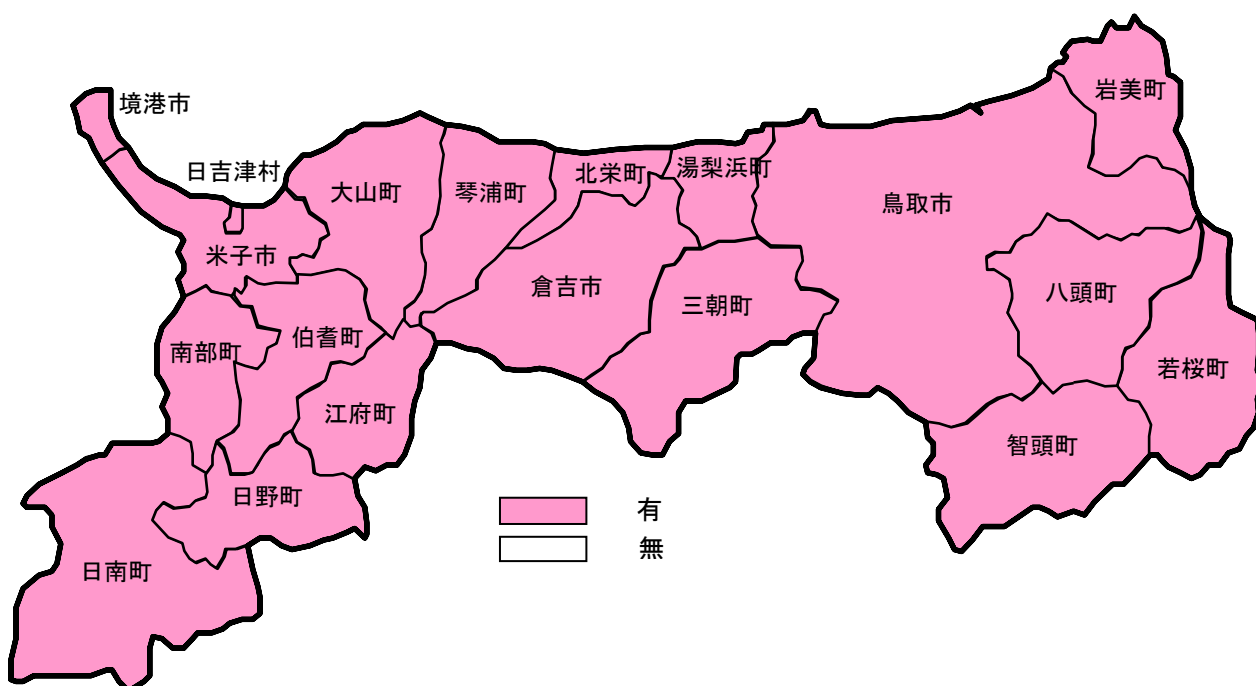 境港市
岩美町
日吉津村
大山町
琴浦町
北栄町
湯梨浜町
鳥取市
米子市
倉吉市
三朝町
八頭町
南部町
伯耆町
若桜町
江府町
智頭町
日野町
有
無
日南町